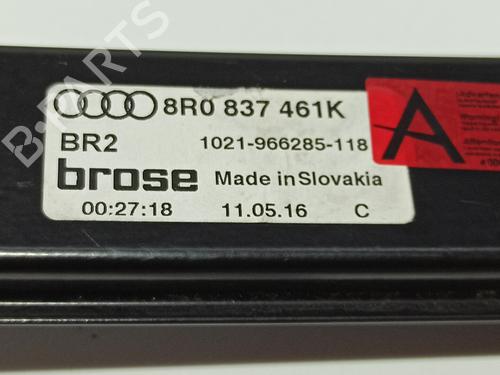 8R0 837 461K
BR2 1021-966285-118
brose Made in Slovakia
00:27:18 11.05.16 C
A
B-PARTS